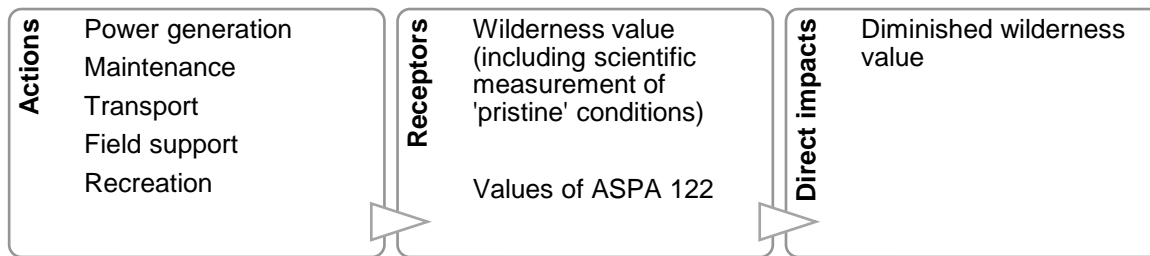 Actions
Power generation
Maintenance
Transport
Field support
Recreation
Receptors
Wilderness value
(including scientific
measurement of
'pristine' conditions)
Values of ASPA 122
Direct impacts
Diminished wilderness
value